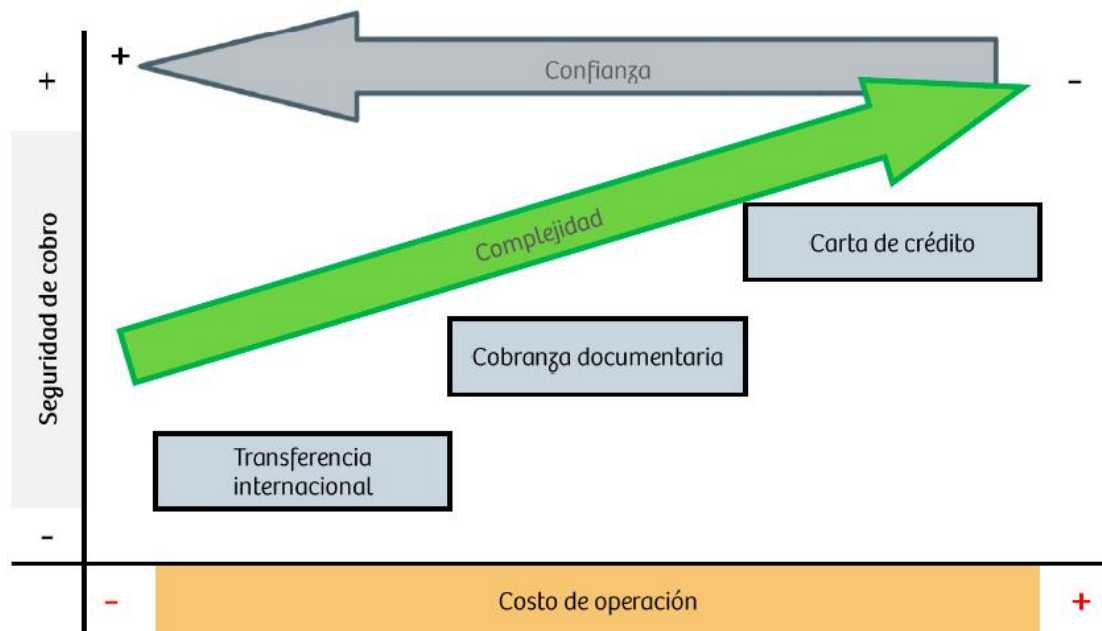 +
+
Confianza
-
Seguridad de cobro
Complejidad
Carta de crédito
Cobranza documentaria
Transferencia
internacional
-
-
Costo de operación
+